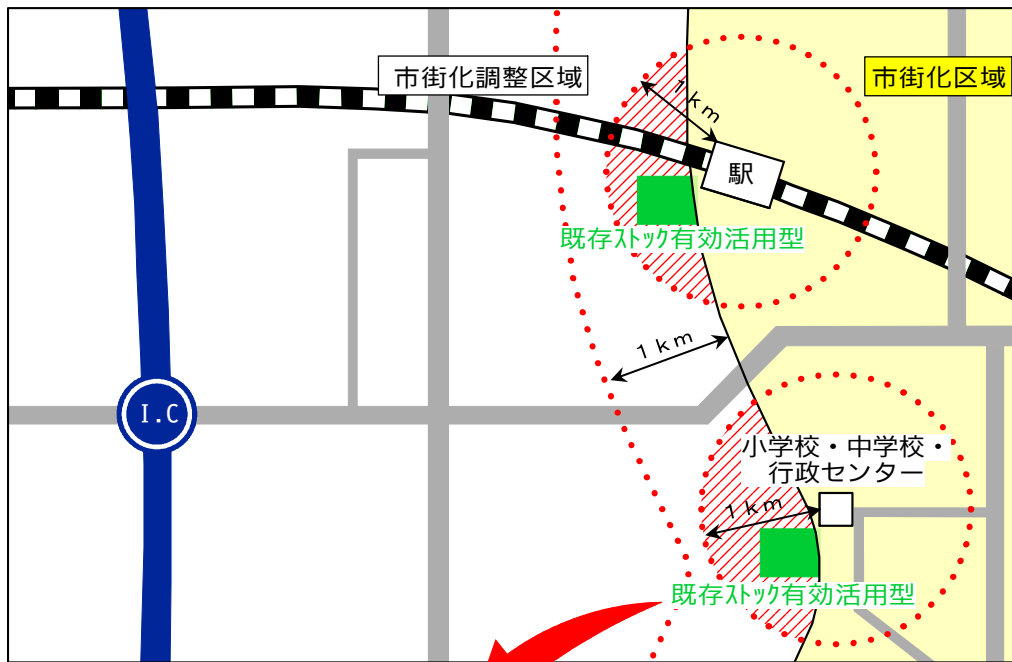 市街化調整区域
市街化区域
1km
駅
既存ｽﾄｯｸ有効活用型
1km
I.C
小学校・中学校・
行政センター
1km
既存ｽﾄｯｸ有効活用型